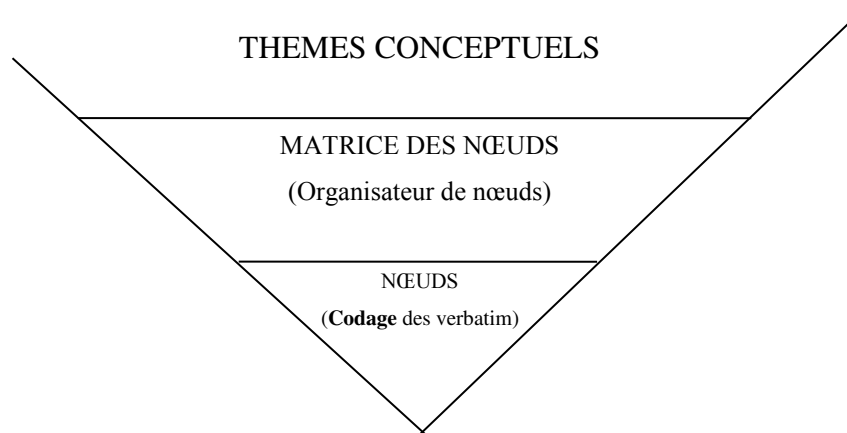 THEMES CONCEPTUELS
MATRICE DES NŒUDS
(Organisateur de nœuds)
NŒUDS
(Codage des verbatim)